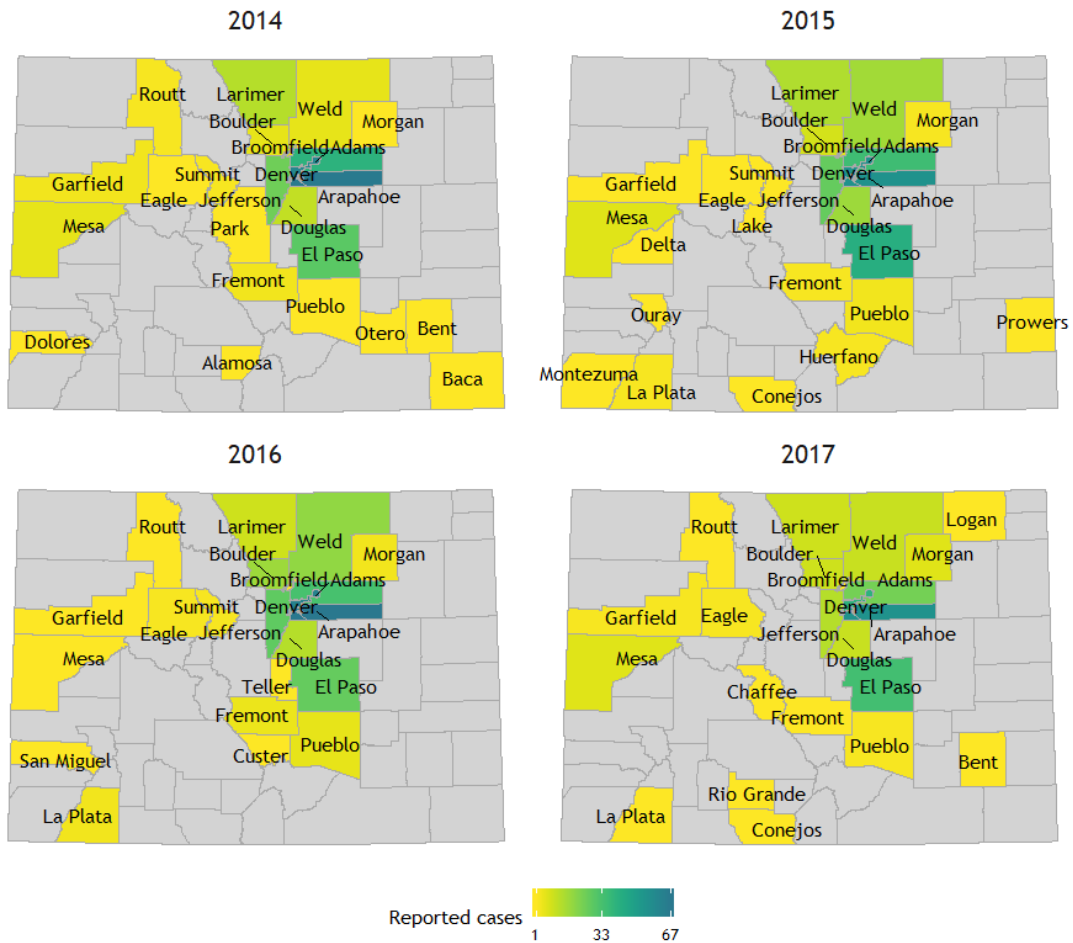 2014
Routt
Larimer
Weld
Boulder
Morgan
Broomfield
Adams
Garfield
Summit
Denver
Eagle
Jefferson
Arapahoe
Mesa
Park
Douglas
El Paso
Fremont
Pueblo
Otero
Bent
Dolores
Alamosa
Baca
2015
Larimer
Weld
Boulder
Morgan
Broomfield
Adams
Summit
Denver
Garfield
Eagle
Jefferson
Arapahoe
Mesa
Lake
Douglas
Delta
El Paso
Fremont
Ouray
Pueblo
Prowers
Huerfano
Montezuma
La Plata
Conejos
2016
Routt
Larimer
Weld
Boulder
Morgan
Broomfield
Adams
Summit
Denver
Garfield
Eagle
Jefferson
Arapahoe
Mesa
Douglas
Teller
El Paso
Fremont
Pueblo
Custer
San Miguel
La Plata
2017
Logan
Routt
Larimer
Weld
Boulder
Morgan
Broomfield
Adams
Denver
Garfield
Eagle
Jefferson
Arapahoe
Mesa
Douglas
El Paso
Chaffee
Fremont
Pueblo
Bent
Rio Grande
La Plata
Conejos
Reported cases
1
33
67